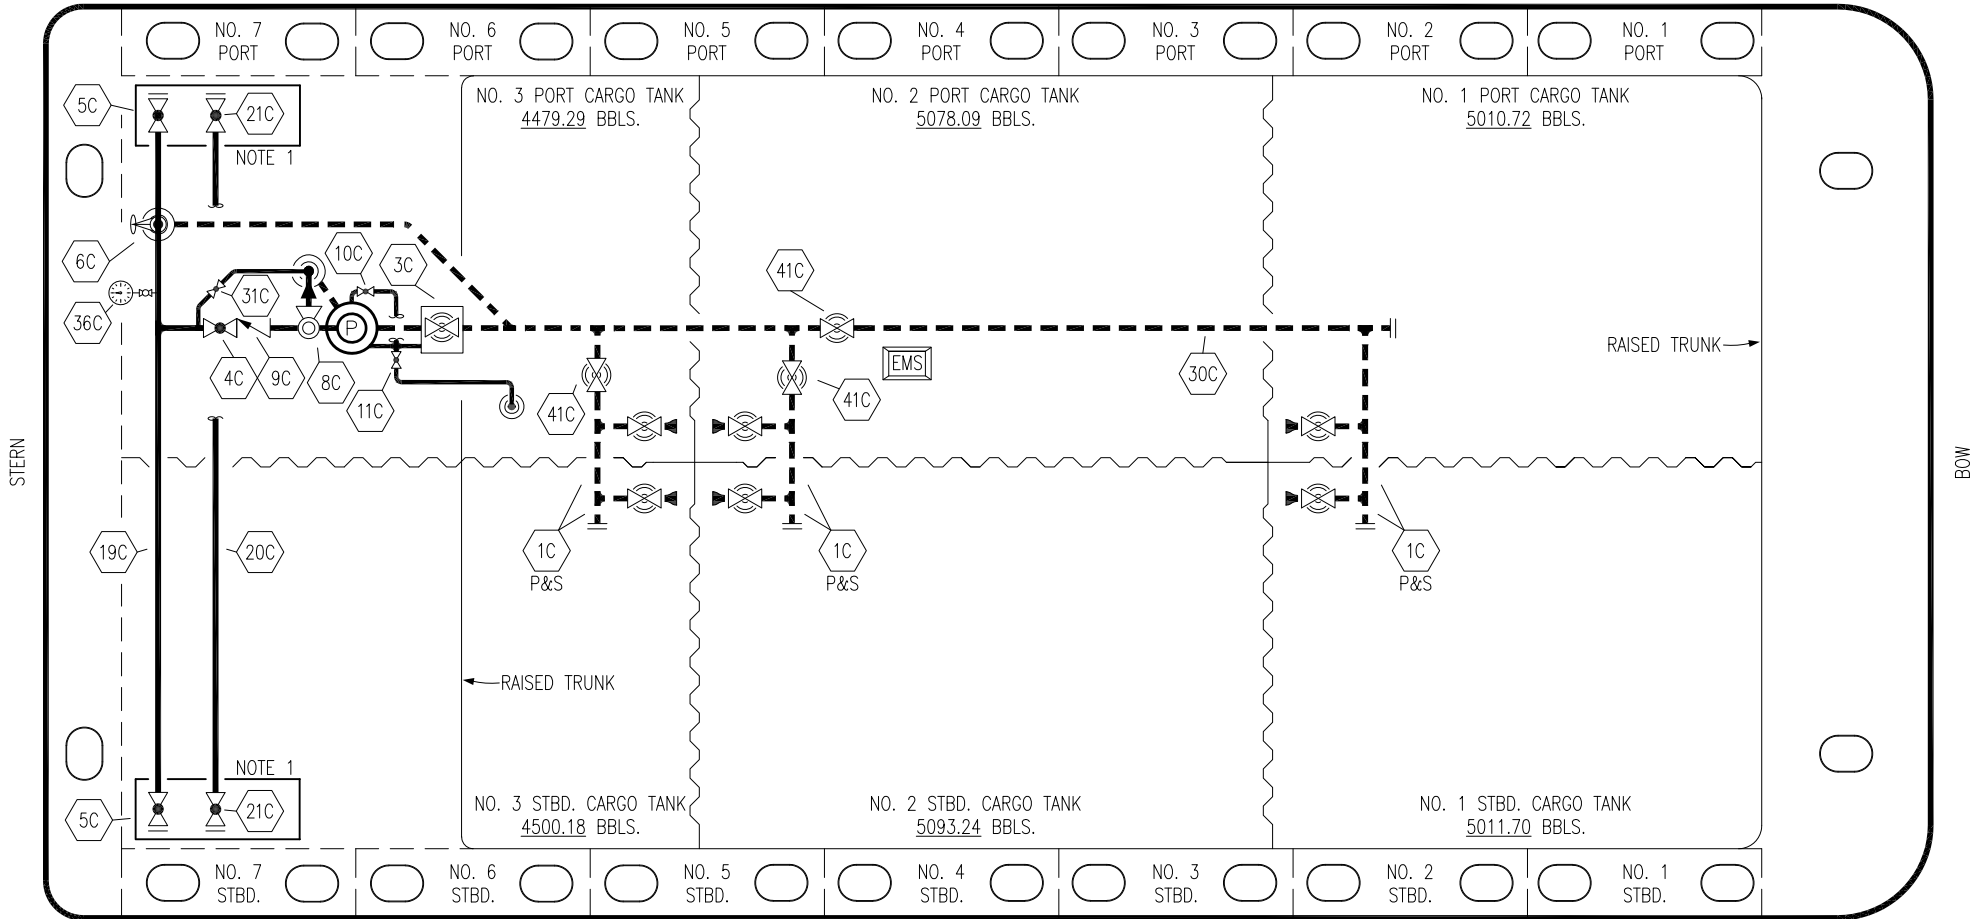 NO. 7
PORT
NO. 6
PORT
NO. 5
PORT
NO. 4
PORT
NO. 3
PORT
NO. 2
PORT
NO. 1
PORT
NO. 3 PORT CARGO TANK
4479.29 BBLS.
NO. 2 PORT CARGO TANK
5078.09 BBLS.
NO. 1 PORT CARGO TANK
5010.72 BBLS.
5C
21C
NOTE 1
6C
10C
3C
41C
31C
36C
P
RAISED TRUNK
EMS
30C
4C
9C
8C
11C
41C
41C
STERN
BOW
19C
20C
1C
P&S
1C
P&S
1C
P&S
RAISED TRUNK
NOTE 1
5C
21C
NO. 3 STBD. CARGO TANK
4500.18 BBLS.
NO. 2 STBD. CARGO TANK
5093.24 BBLS.
NO. 1 STBD. CARGO TANK
5011.70 BBLS.
NO. 7
STBD.
NO. 6
STBD.
NO. 5
STBD.
NO. 4
STBD.
NO. 3
STBD.
NO. 2
STBD.
NO. 1
STBD.